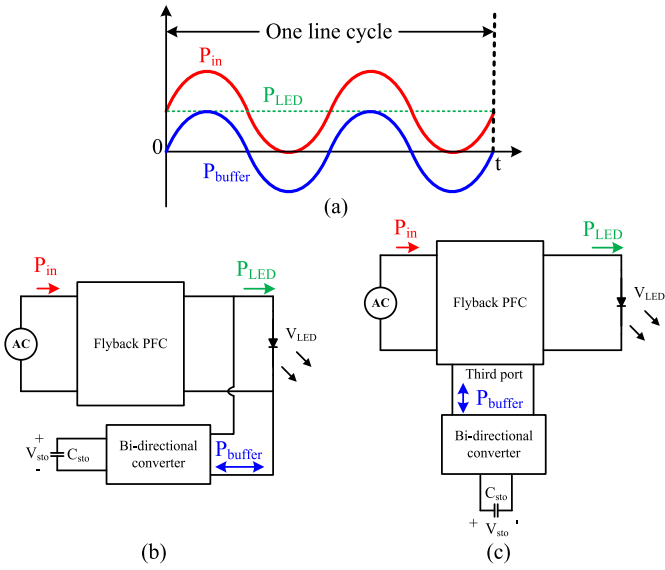 One line cycle
P_in
P_LED
0
P_buffer
t
(a)
P_in
P_LED
AC
Flyback PFC
V_LED
+
V_sto
-
C_sto
Bi-directional
converter
P_buffer
(b)
P_in
P_LED
AC
Flyback PFC
V_LED
Third port
P_buffer
Bi-directional
converter
C_sto
+ V_sto -
(c)